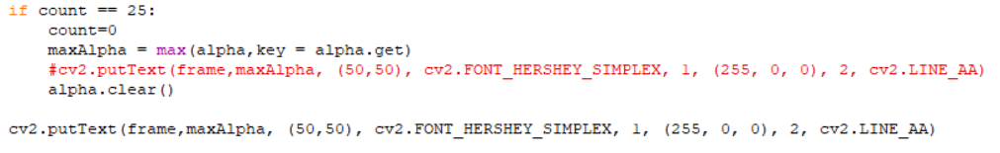 if count == 25:
    count=0
    maxAlpha = max(alpha,key = alpha.get)
    #cv2.putText(frame,maxAlpha, (50,50), cv2.FONT_HERSHEY_SIMPLEX, 1, (255, 0, 0), 2, cv2.LINE_AA)
    alpha.clear()
cv2.putText(frame,maxAlpha, (50,50), cv2.FONT_HERSHEY_SIMPLEX, 1, (255, 0, 0), 2, cv2.LINE_AA)